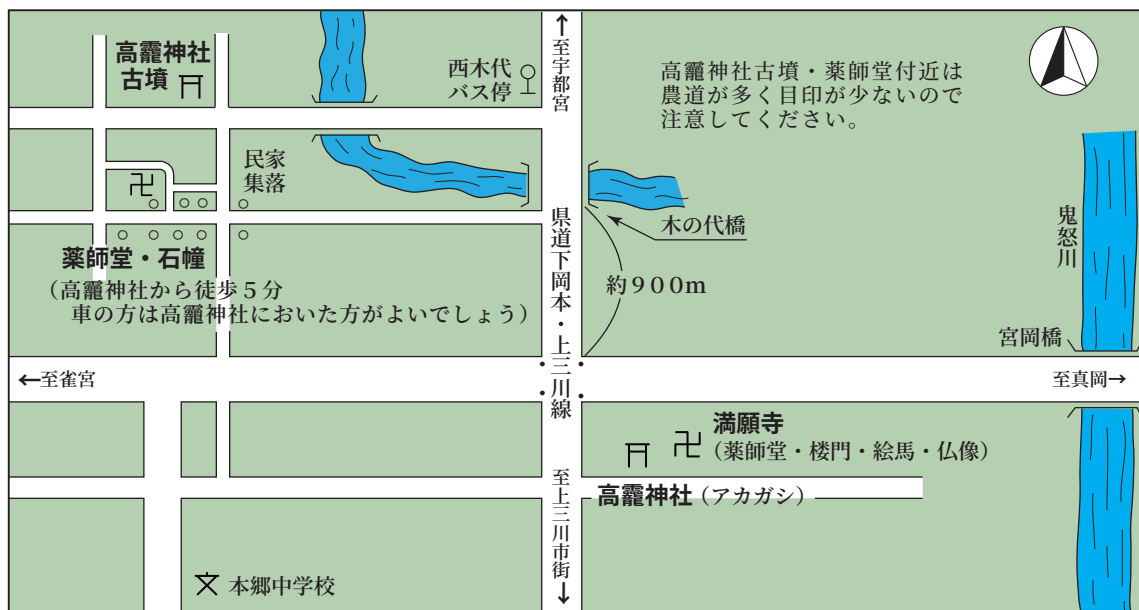 高龗神社
古墳
西木代
バス停
↑至宇都宮
高龗神社古墳・薬師堂付近は
農道が多く目印が少ないので
注意してください。
民家
集落
県道下岡本・上三川線
木の代橋
鬼怒川
薬師堂・石幢
(高龗神社から徒歩5分
車の方は高龗神社においた方がよいでしょう)
約900m
宮岡橋
←至雀宮
至真岡→
満願寺
(薬師堂・楼門・絵馬・仏像)
高龗神社(アカガシ)
至上三川市街↓
本郷中学校